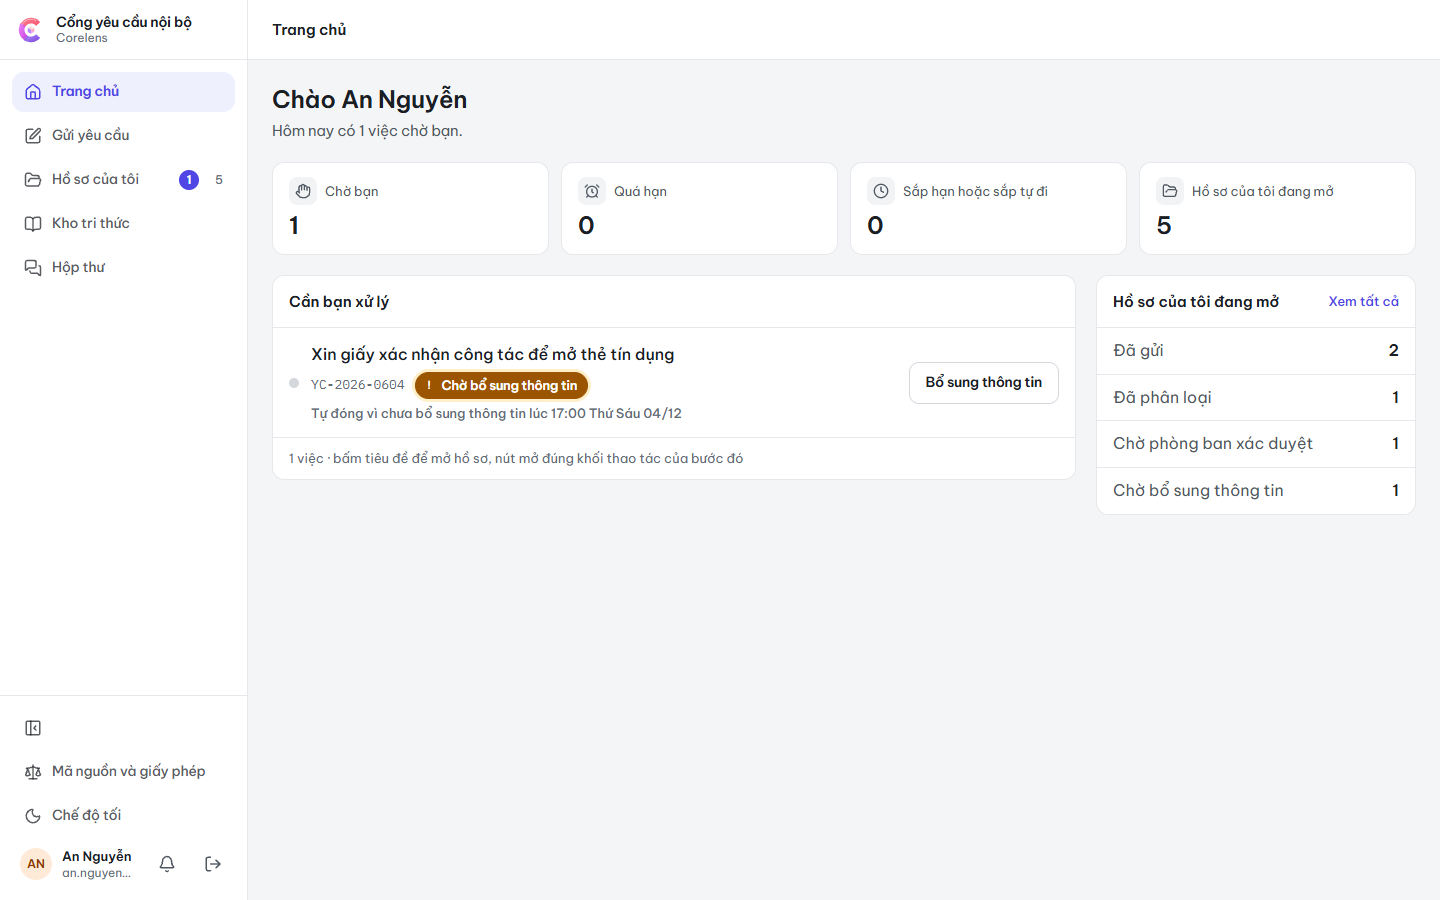 Cổng yêu cầu nội bộ
Corelens
Trang chủ
Gửi yêu cầu
Hồ sơ của tôi 1 5
Kho tri thức
Hộp thư
Mã nguồn và giấy phép
Chế độ tối
AN
An Nguyễn
an.nguyen...
Trang chủ
Chào An Nguyễn
Hôm nay có 1 việc chờ bạn.
Chờ bạn
1
Quá hạn
0
Sắp hạn hoặc sắp tự đi
0
Hồ sơ của tôi đang mở
5
Cần bạn xử lý
Xin giấy xác nhận công tác để mở thẻ tín dụng
YC-2026-0604 ! Chờ bổ sung thông tin
Tự đóng vì chưa bổ sung thông tin lúc 17:00 Thứ Sáu 04/12
Bổ sung thông tin
1 việc · bấm tiêu đề để mở hồ sơ, nút mở đúng khối thao tác của bước đó
Hồ sơ của tôi đang mở Xem tất cả
Đã gửi 2
Đã phân loại 1
Chờ phòng ban xác duyệt 1
Chờ bổ sung thông tin 1